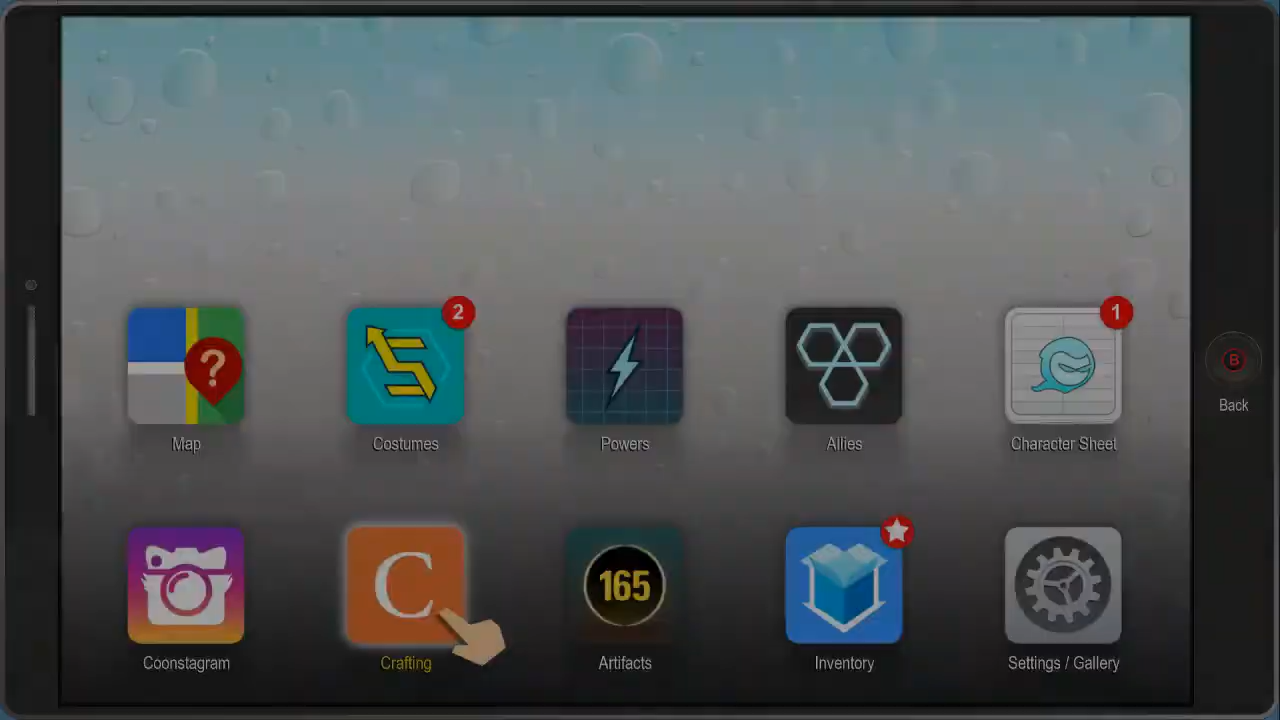 2
1
?
Map
Costumes
Powers
Allies
Character Sheet
B
Back
C
165
Coonstagram
Crafting
Artifacts
Inventory
Settings / Gallery